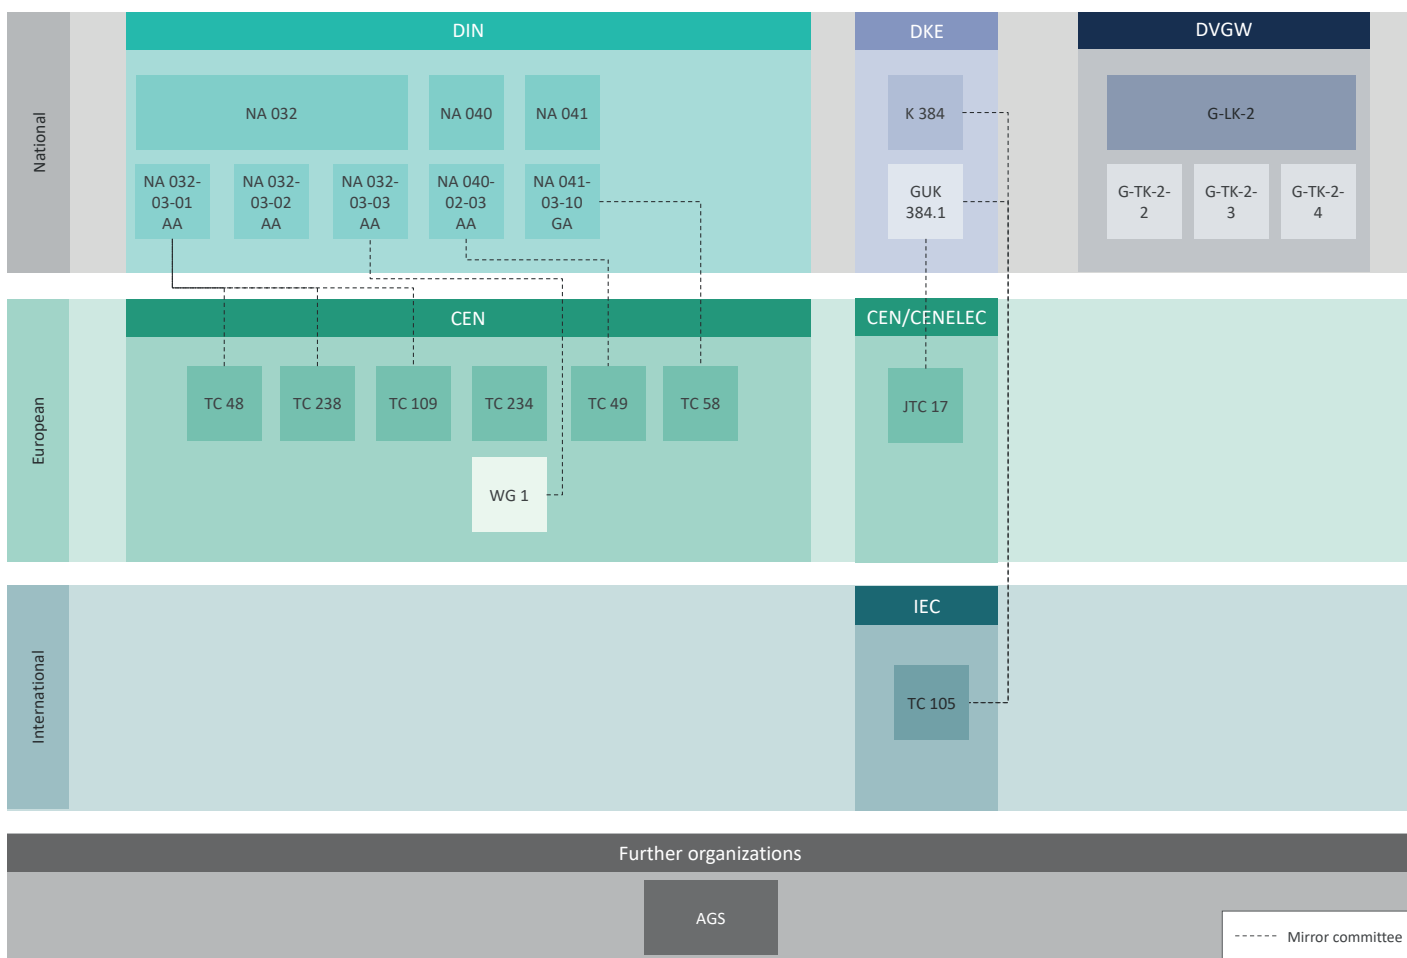 National
DIN
NA 032
NA 040
NA 041
NA 032-
03-01
AA
NA 032-
03-02
AA
NA 032-
03-03
AA
NA 040-
02-03
AA
NA 041-
03-10
GA
DKE
K 384
GUK
384.1
DVGW
G-LK-2
G-TK-2-
2
G-TK-2-
3
G-TK-2-
4
European
CEN
TC 48
TC 238
TC 109
TC 234
TC 49
TC 58
WG 1
CEN/CENELEC
JTC 17
International
IEC
TC 105
Further organizations
AGS
Mirror committee